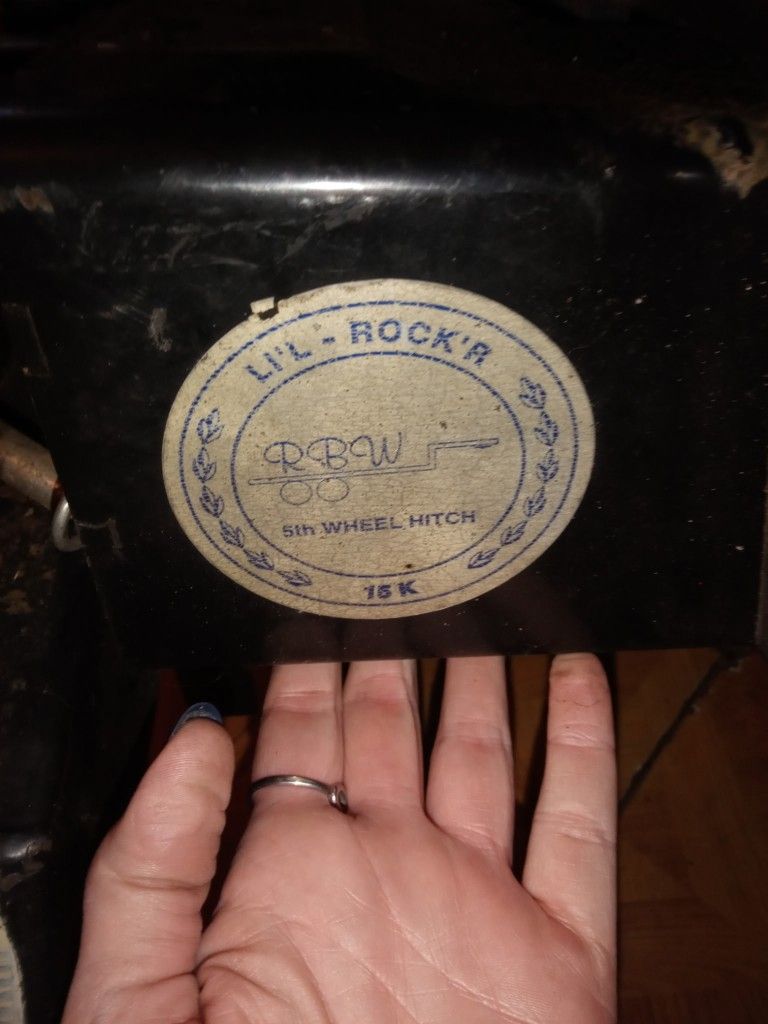 LI'L - ROCK'R
RBW
5th WHEEL HITCH
15 K